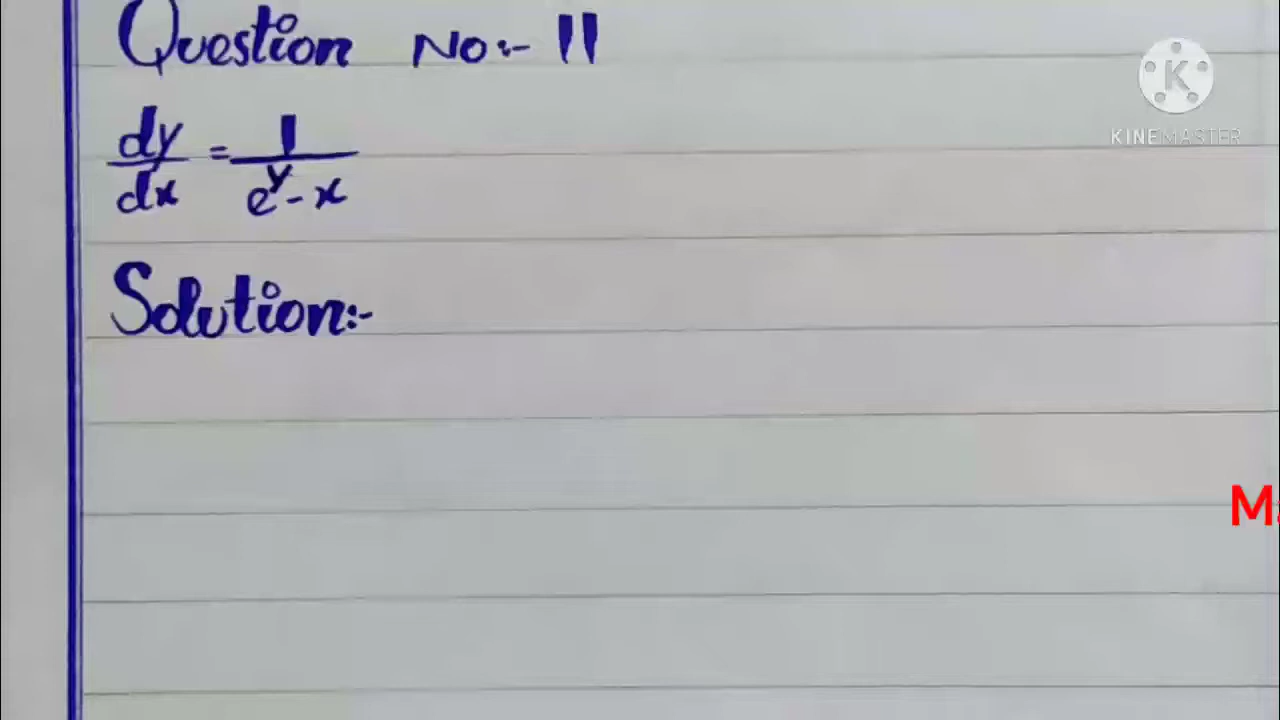 Question No:- 11
KINEMASTER
dy/dx = 1/(e^y - x)
Solution:-